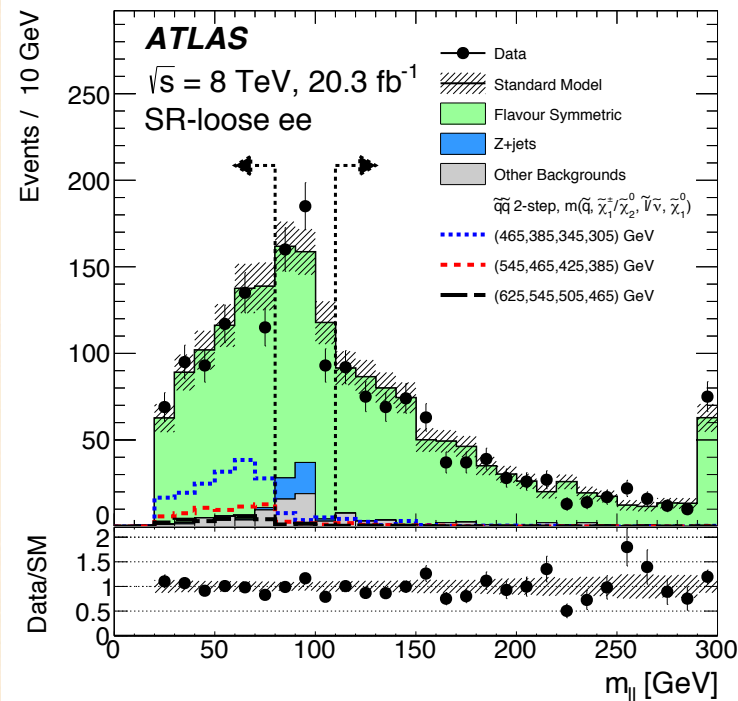 ATLAS
√s = 8 TeV, 20.3 fb⁻¹
SR-loose ee
Data
Standard Model
Flavour Symmetric
Z+jets
Other Backgrounds
q̃q̃ 2-step, m(q̃, χ̃₁±/χ̃₂⁰, l̃/ν̃, χ̃₁⁰)
(465,385,345,305) GeV
(545,465,425,385) GeV
(625,545,505,465) GeV
Events / 10 GeV
250
200
150
100
50
0
Data/SM
2
1.5
1
0.5
0
0 50 100 150 200 250 300
m_ll [GeV]